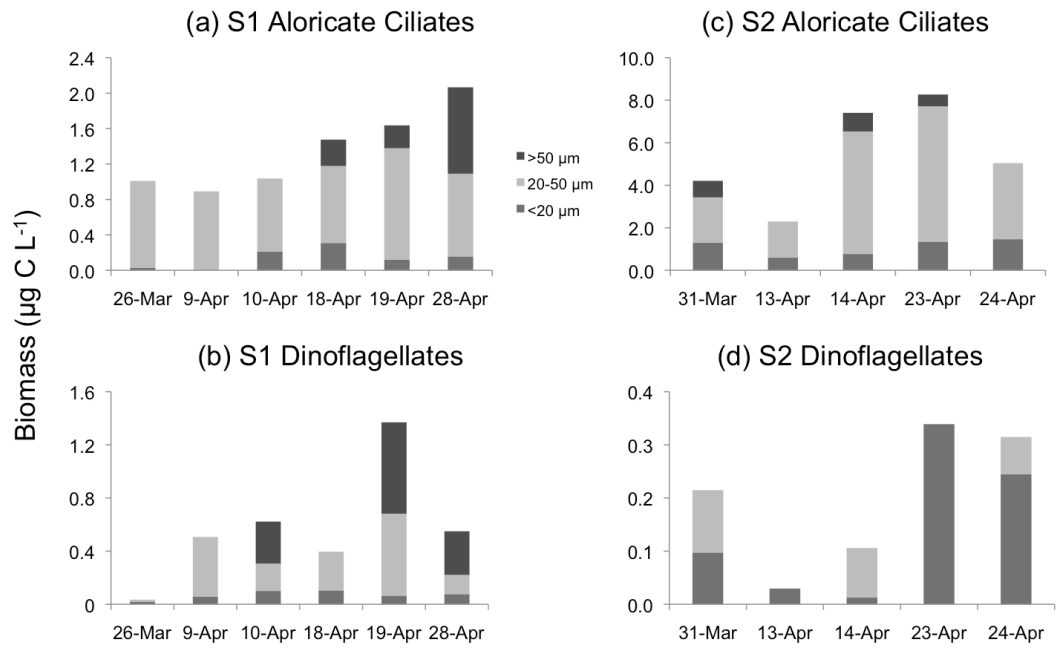 (a) S1 Aloricate Ciliates
2.4
2.0
1.6
1.2
0.8
0.4
0.0
26-Mar 9-Apr 10-Apr 18-Apr 19-Apr 28-Apr
>50 µm
20-50 µm
<20 µm
(c) S2 Aloricate Ciliates
10.0
8.0
6.0
4.0
2.0
0.0
31-Mar 13-Apr 14-Apr 23-Apr 24-Apr
Biomass (µg C L⁻¹)
(b) S1 Dinoflagellates
1.6
1.2
0.8
0.4
0
26-Mar 9-Apr 10-Apr 18-Apr 19-Apr 28-Apr
(d) S2 Dinoflagellates
0.4
0.3
0.2
0.1
0.0
31-Mar 13-Apr 14-Apr 23-Apr 24-Apr